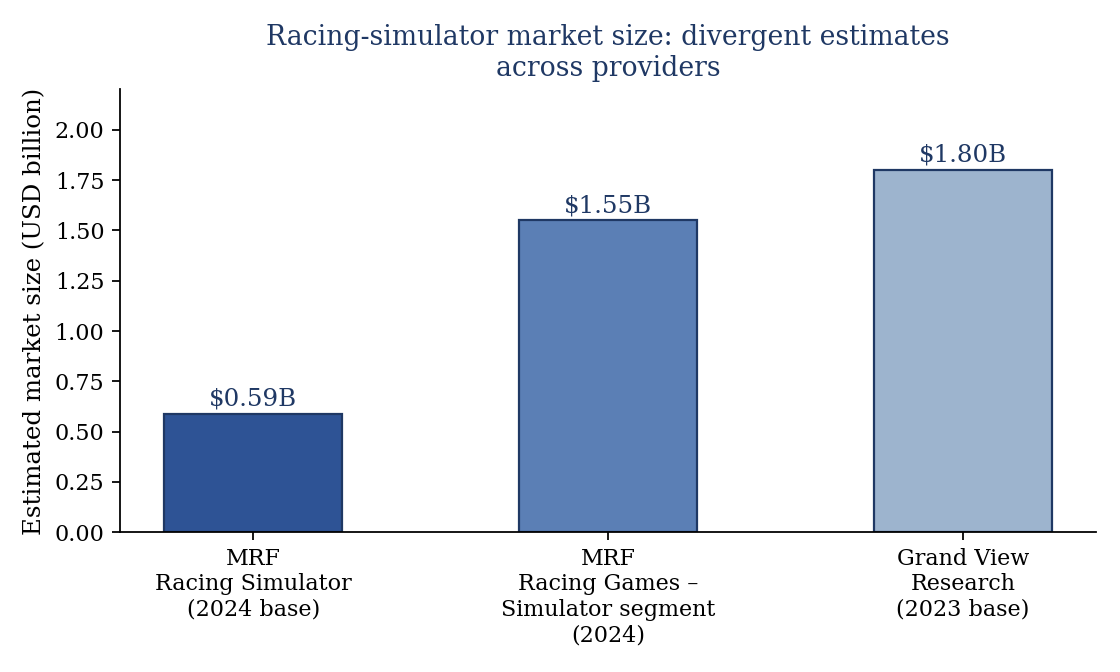 Racing-simulator market size: divergent estimates
across providers
Estimated market size (USD billion)
2.00
1.75
1.50
1.25
1.00
0.75
0.50
0.25
0.00
$0.59B
$1.55B
$1.80B
MRF
Racing Simulator
(2024 base)
MRF
Racing Games –
Simulator segment
(2024)
Grand View
Research
(2023 base)